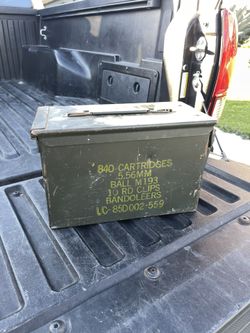 840 CARTRIDGES
5.56MM
BALL M193
10 RD CLIPS
BANDOLEERS
LC-85D002-559